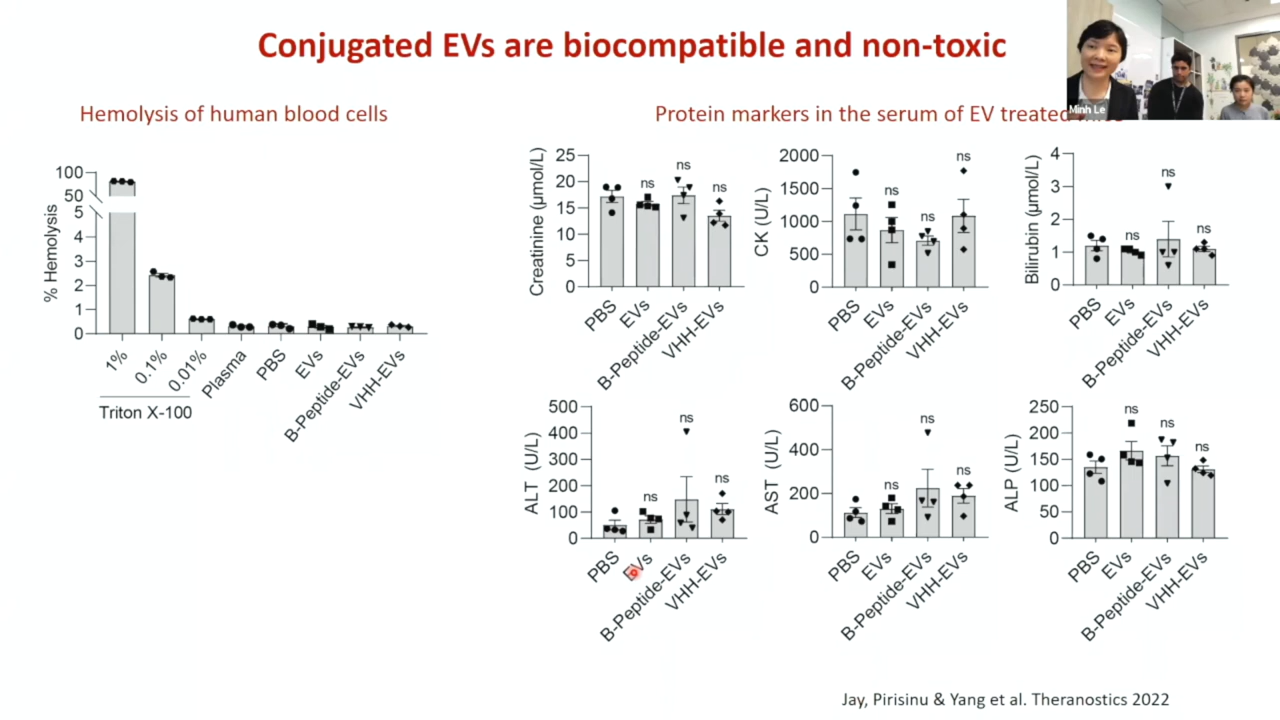 Conjugated EVs are biocompatible and non-toxic
Minh Le
Hemolysis of human blood cells
Protein markers in the serum of EV treated
% Hemolysis
100
50
5
3
2
1
0
1%
0.1%
0.01%
Plasma
PBS
EVs
B-Peptide-EVs
VHH-EVs
Triton X-100
Creatinine (μmol/L)
25
20
15
10
5
0
ns
ns
ns
PBS
EVs
B-Peptide-EVs
VHH-EVs
CK (U/L)
2000
1500
1000
500
0
ns
ns
ns
PBS
EVs
B-Peptide-EVs
VHH-EVs
Bilirubin (μmol/L)
4
3
2
1
0
ns
ns
ns
PBS
EVs
B-Peptide-EVs
VHH-EVs
ALT (U/L)
500
400
300
200
100
0
ns
ns
ns
PBS
EVs
B-Peptide-EVs
VHH-EVs
AST (U/L)
600
400
200
0
ns
ns
ns
PBS
EVs
B-Peptide-EVs
VHH-EVs
ALP (U/L)
250
200
150
100
50
0
ns
ns
ns
PBS
EVs
B-Peptide-EVs
VHH-EVs
Jay, Pirisinu & Yang et al. Theranostics 2022